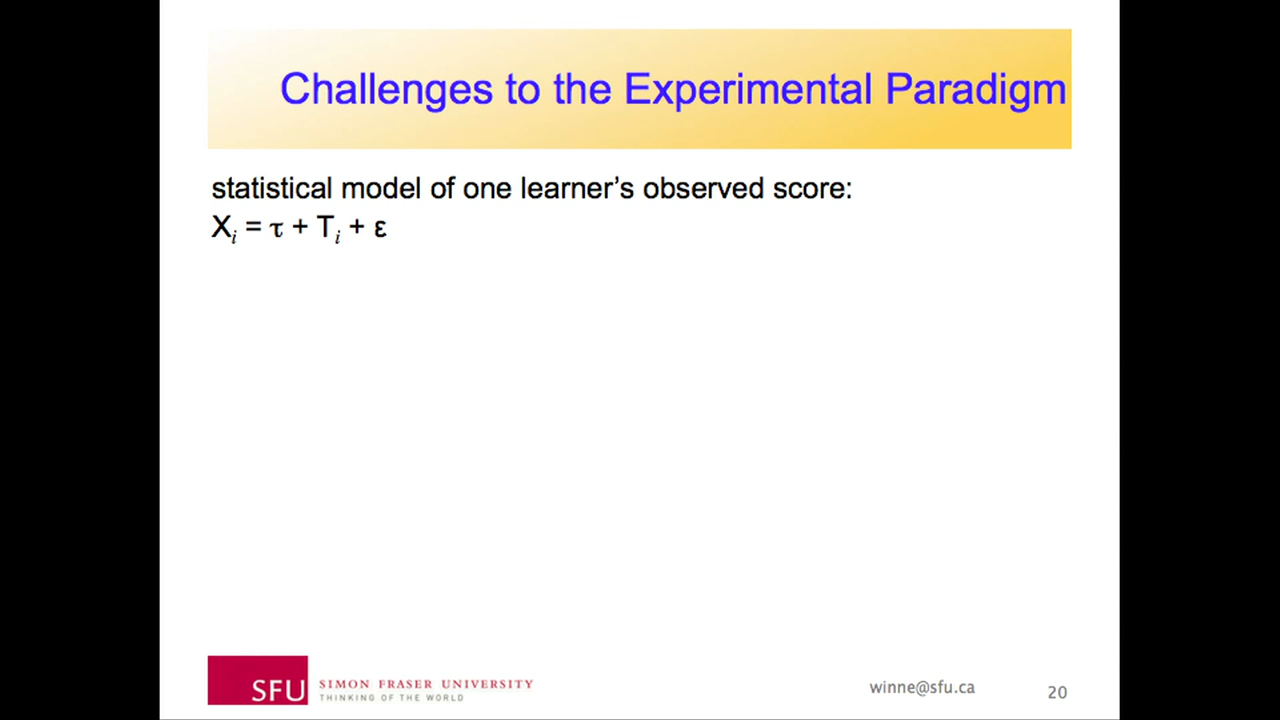 Challenges to the Experimental Paradigm
statistical model of one learner’s observed score:
Xᵢ = τ + Tᵢ + ε
SFU
SIMON FRASER UNIVERSITY
THINKING OF THE WORLD
winne@sfu.ca
20